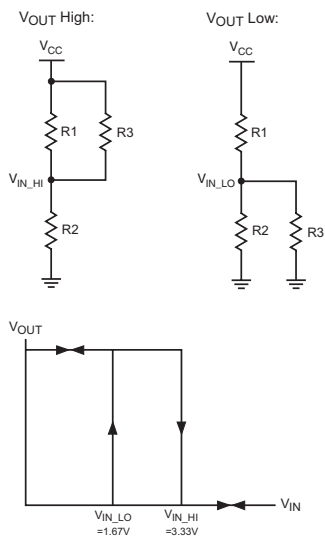 VOUT High:
VOUT Low:
VCC
VCC
R1
R3
R1
VIN_HI
VIN_LO
R2
R2
R3
VOUT
VIN
VIN_LO
=1.67V
VIN_HI
=3.33V